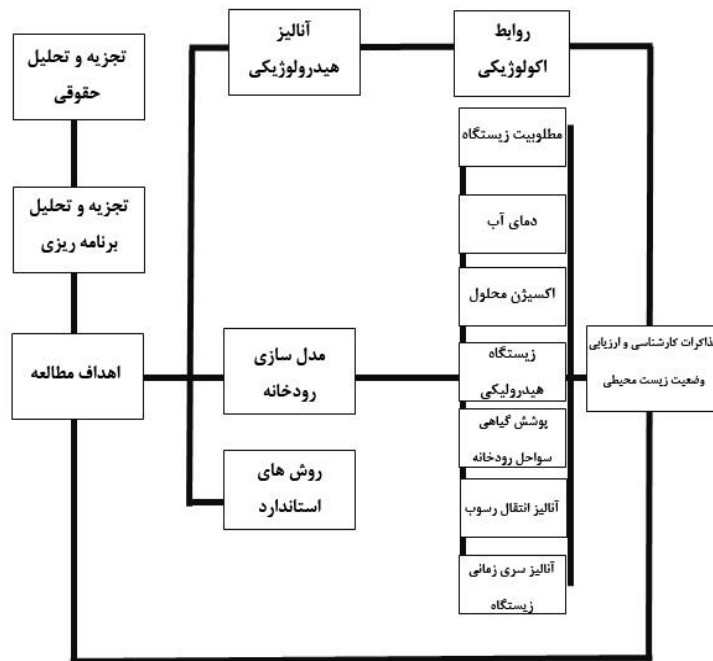 روابط
اکولوژیکی
آنالیز
هیدرولوژیکی
تجزیه و تحلیل
حقوقی
مطلوبیت زیستگاه
دمای آب
تجزیه و تحلیل
برنامه ریزی
اکسیژن محلول
ذاکرات کارشناسی و ارزیابی
وضعیت زیست محیطی
زیستگاه
هیدرولیکی
مدل سازی
رودخانه
اهداف مطالعه
پوشش گیاهی
سواحل رودخانه
روش های
استاندارد
آنالیز انتقال رسوب
آنالیز سری زمانی
زیستگاه